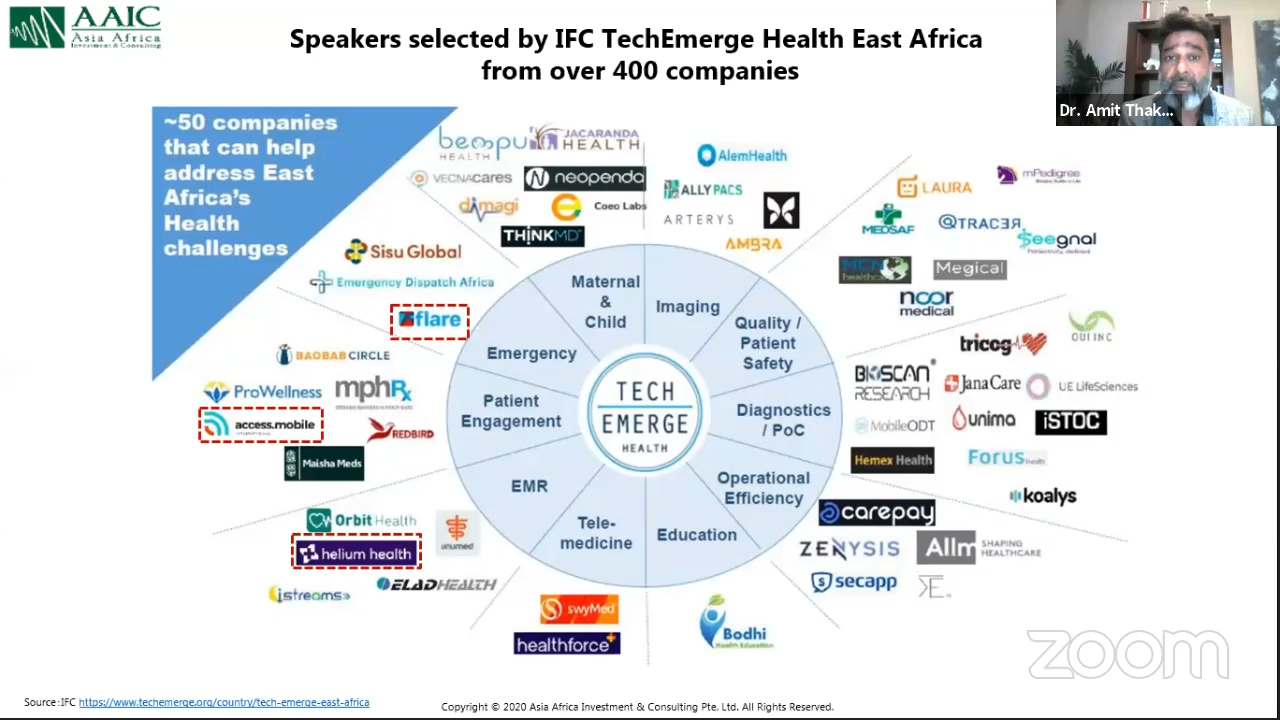 AAIC
Asia Africa
Investment & Consulting
Speakers selected by IFC TechEmerge Health East Africa
from over 400 companies
Dr. Amit Thak...
~50 companies
that can help
address East
Africa's
Health
challenges
bempu
HEALTH
JACARANDA
HEALTH
VECNACARES
neopenda
dimagi
Coeo Labs
THINKMD
AlemHealth
ALLYPACS
ARTERYS
AMBRA
LAURA
mPedigree
MEDSAF
QTRACER
Seegnal
MCN
healthcare
Megical
noor
medical
Sisu Global
Emergency Dispatch Africa
flare
BAOBAB CIRCLE
ProWellness
mphRx
access.mobile
REDBIRD
Maisha Meds
Maternal
&
Child
Imaging
Quality /
Patient
Safety
Emergency
Patient
Engagement
Diagnostics
/ PoC
EMR
Operational
Efficiency
Tele-
medicine
Education
TECH
EMERGE
HEALTH
tricog
OUI INC
BIOSCAN
RESEARCH
JanaCare
UE LifeSciences
MobileODT
unima
iSTOC
Hemex Health
Forus health
koalys
Orbit Health
unumed
helium health
istreams
ELADHEALTH
swyMed
healthforce+
Bodhi
Health Education
carepay
ZENYSIS
Allm
SHAPING
HEALTHCARE
secapp
zoom
Source:IFC https://www.techemerge.org/country/tech-emerge-east-africa
Copyright © 2020 Asia Africa Investment & Consulting Pte. Ltd. All Rights Reserved.